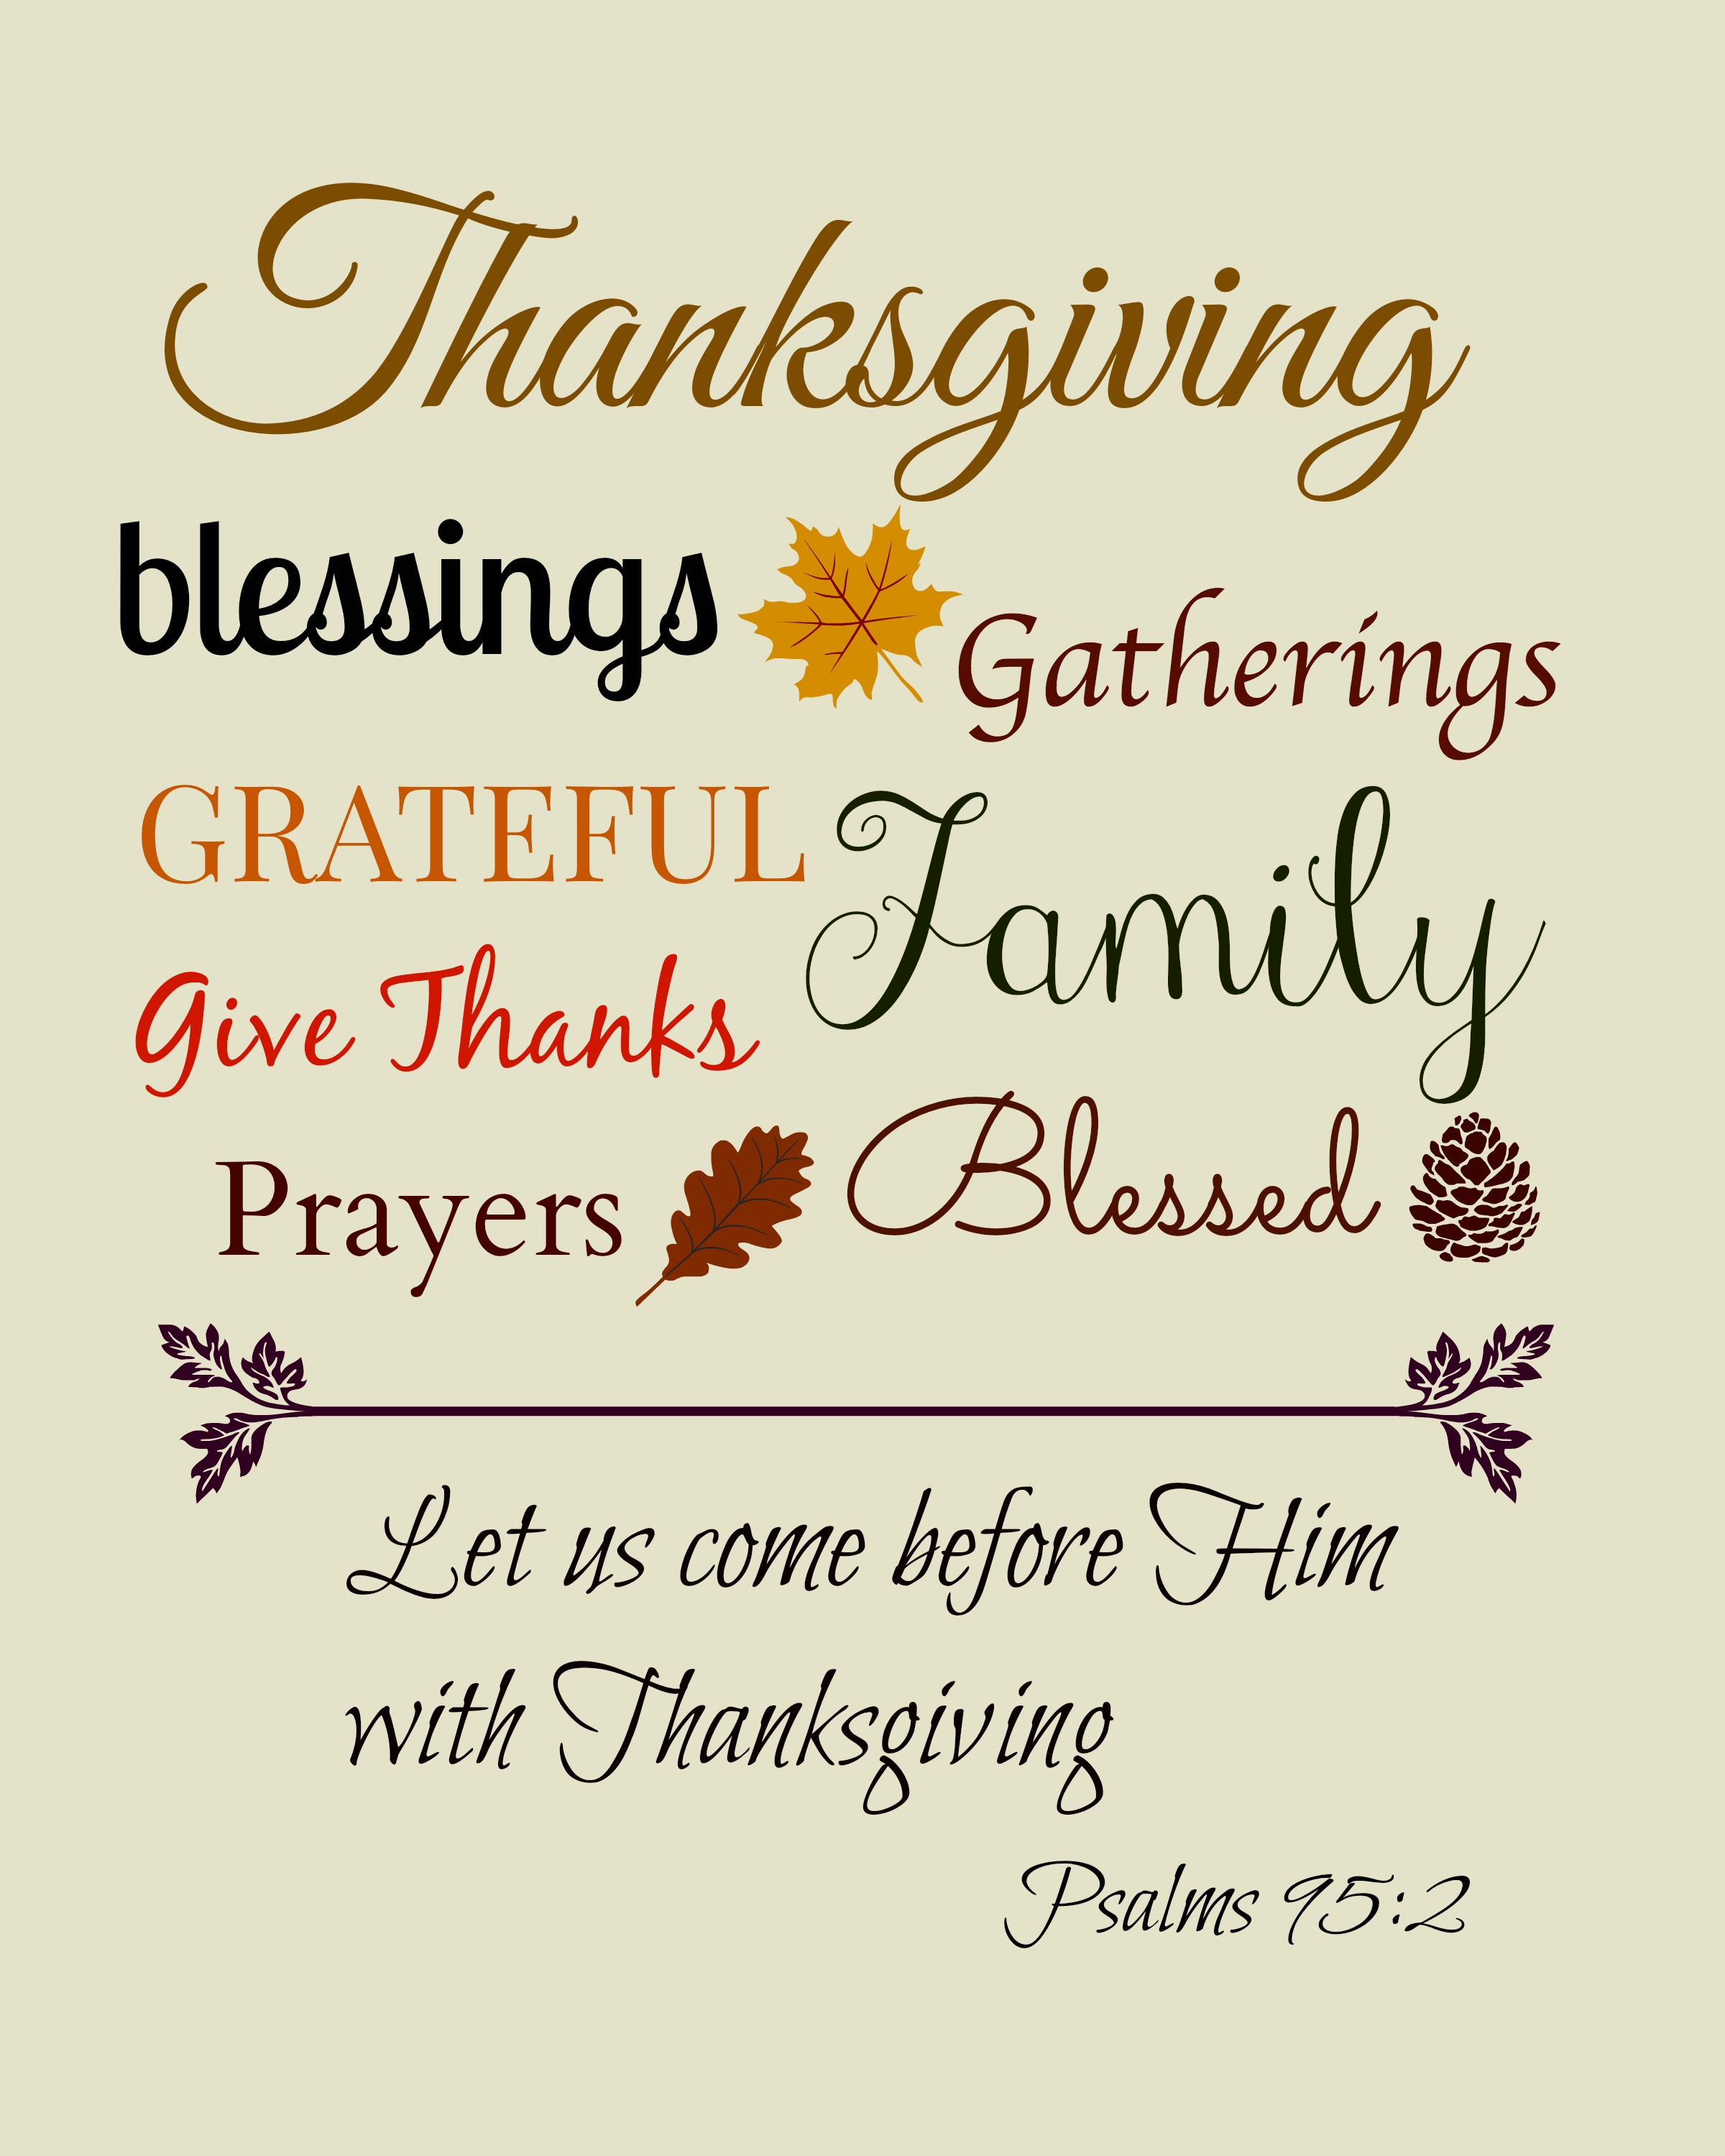 Thanksgiving
blessings
Gatherings
GRATEFUL
Family
Give Thanks
Prayers
Blessed
Let us come before Him
with Thanksgiving
Psalms 95:2